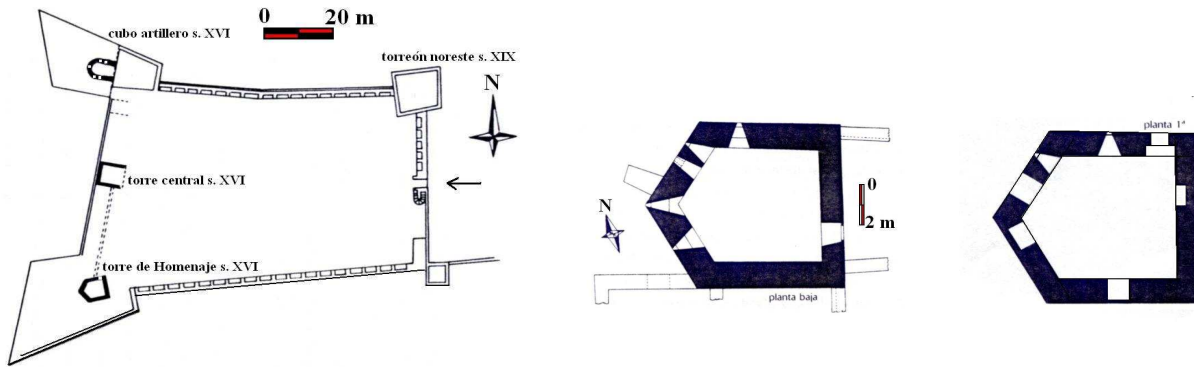 cubo artillero s. XVI
0 20 m
torreón noreste s. XIX
N
torre central s. XVI
torre de Homenaje s. XVI
N
0
2 m
planta baja
planta 1ª